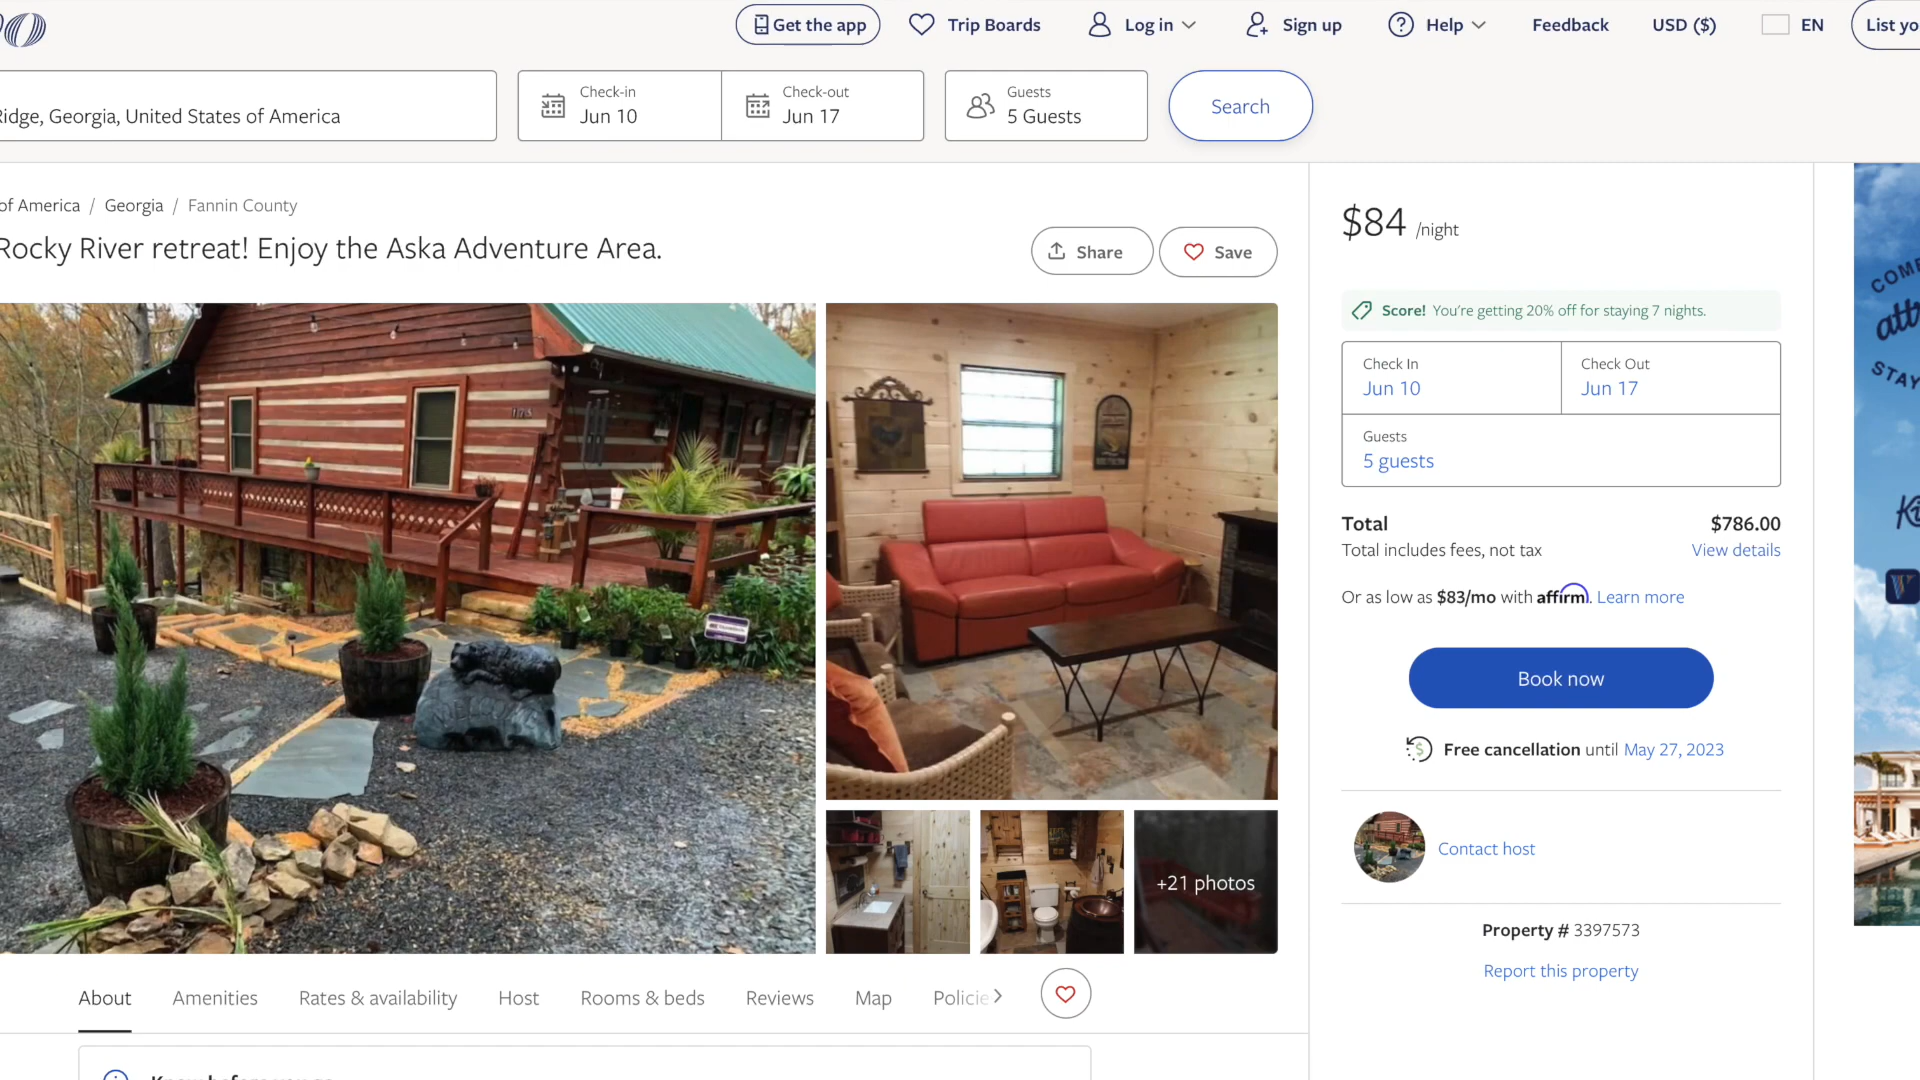 Get the app
Trip Boards
Log in
Sign up
Help
Feedback
USD ($)
EN
List yo
Ridge, Georgia, United States of America
Check-in
Jun 10
Check-out
Jun 17
Guests
5 Guests
Search
of America / Georgia / Fannin County
Rocky River retreat! Enjoy the Aska Adventure Area.
Share
Save
$84 /night
Score! You're getting 20% off for staying 7 nights.
Check In
Jun 10
Check Out
Jun 17
Guests
5 guests
Total
$786.00
Total includes fees, not tax
View details
Or as low as $83/mo with affirm. Learn more
Book now
Free cancellation until May 27, 2023
Contact host
Property # 3397573
Report this property
+21 photos
About
Amenities
Rates & availability
Host
Rooms & beds
Reviews
Map
Policie
COME
STAY